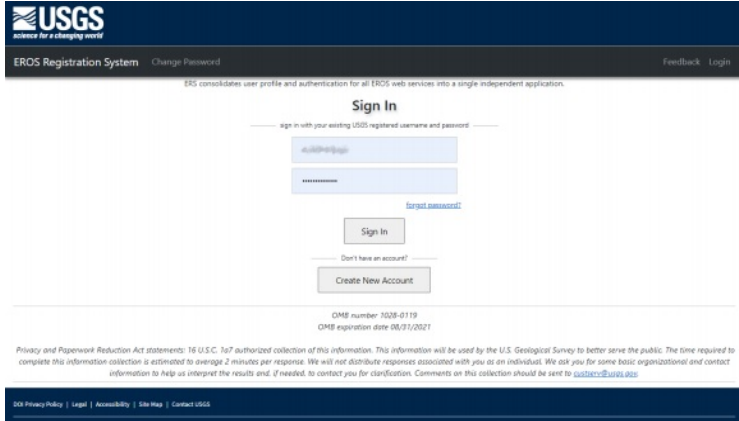 USGS
science for a changing world
EROS Registration System Change Password Feedback Login
ERS consolidates user profile and authentication for all EROS web services into a single independent application.
Sign In
sign in with your existing USGS registered username and password
•••••••••••••
forgot password?
Sign In
Don't have an account?
Create New Account
OMB number 1028-0119
OMB expiration date 08/31/2021
Privacy and Paperwork Reduction Act statements: 16 U.S.C. 1a7 authorized collection of this information. This information will be used by the U.S. Geological Survey to better serve the public. The time required to
complete this information collection is estimated to average 2 minutes per response. We will not distribute responses associated with you as an individual. We ask you for some basic organizational and contact
information to help us interpret the results and, if needed, to contact you for clarification. Comments on this collection should be sent to custserv@usgs.gov.
DOI Privacy Policy | Legal | Accessibility | Site Map | Contact USGS